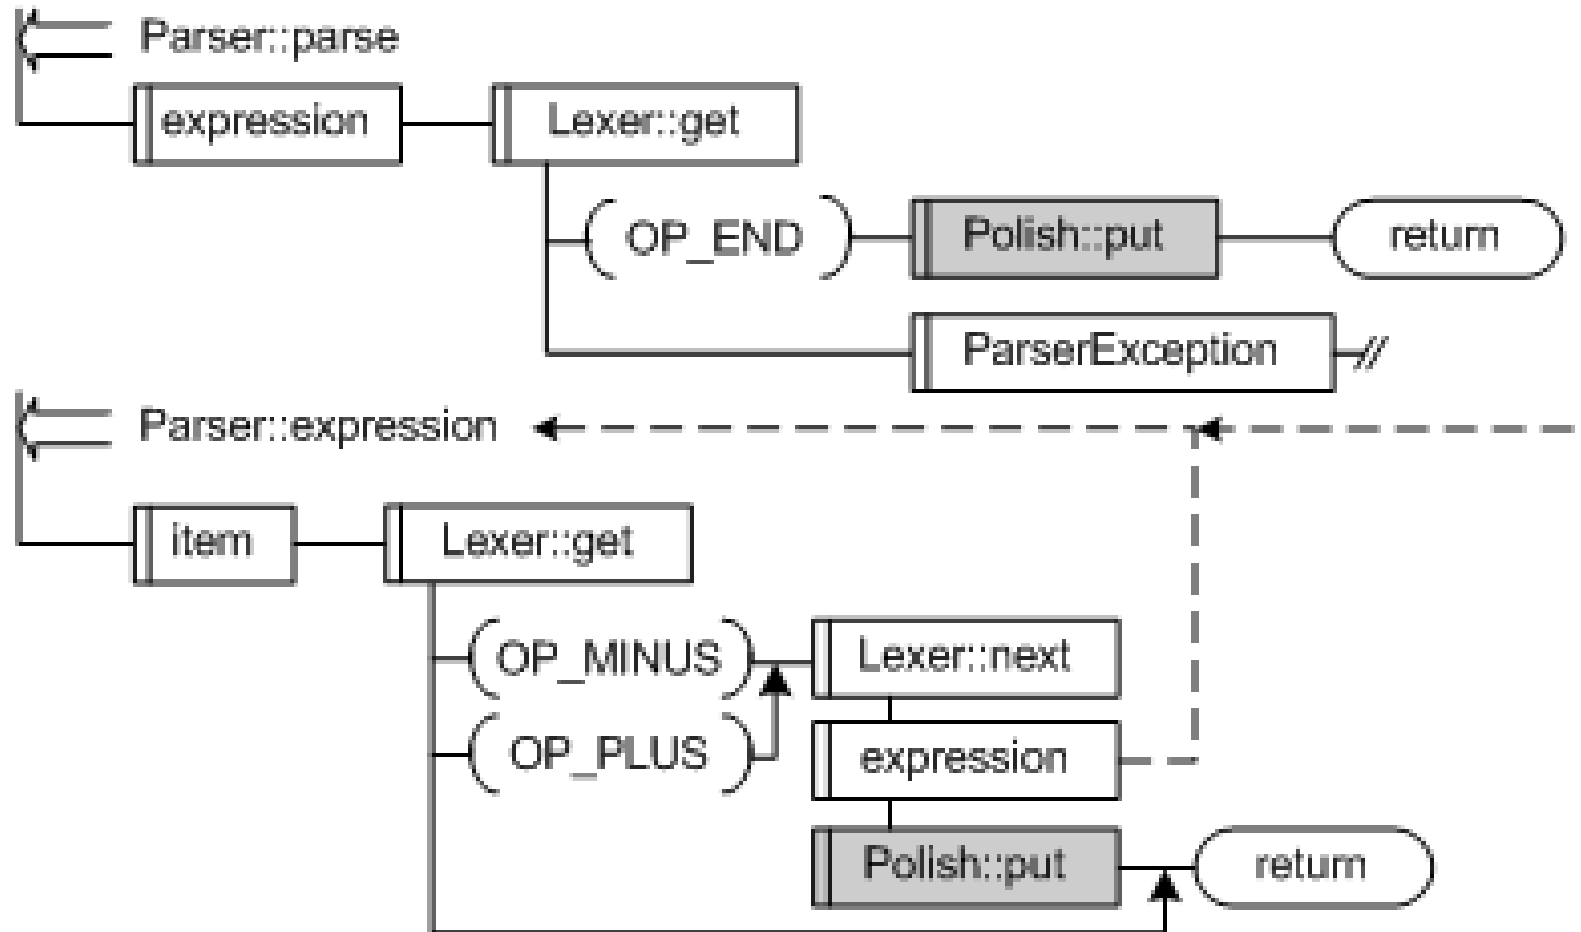 Parser::parse
expression Lexer::get
OP_END Polish::put return
ParserException
Parser::expression
item Lexer::get
OP_MINUS Lexer::next
OP_PLUS expression
Polish::put return